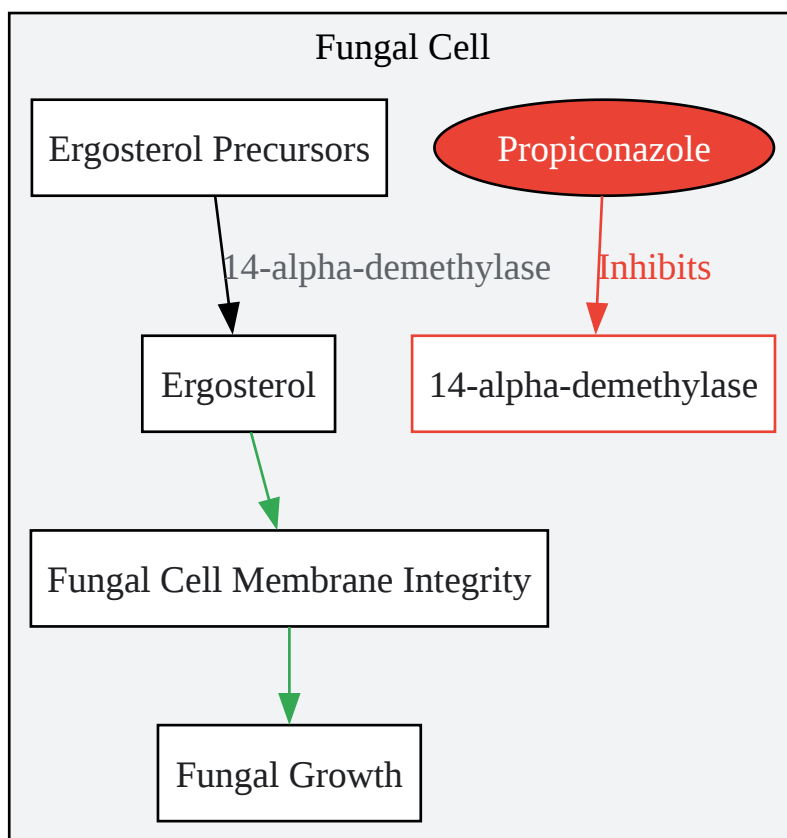 Fungal Cell
Ergosterol Precursors
Propiconazole
14-alpha-demethylase
Inhibits
Ergosterol
14-alpha-demethylase
Fungal Cell Membrane Integrity
Fungal Growth